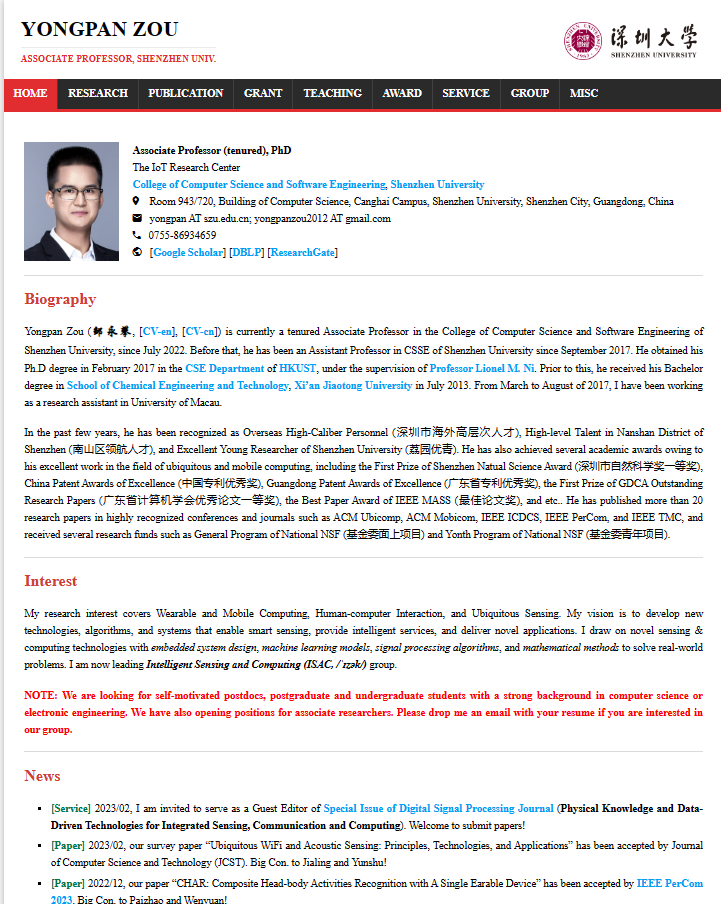 YONGPAN ZOU
ASSOCIATE PROFESSOR, SHENZHEN UNIV.
深圳大学
SHENZHEN UNIVERSITY
HOME RESEARCH PUBLICATION GRANT TEACHING AWARD SERVICE GROUP MISC
Associate Professor (tenured), PhD
The IoT Research Center
College of Computer Science and Software Engineering, Shenzhen University
Room 943/720, Building of Computer Science, Canghai Campus, Shenzhen University, Shenzhen City, Guangdong, China
yongpan AT szu.edu.cn; yongpanzou2012 AT gmail.com
0755-86934659
[Google Scholar] [DBLP] [ResearchGate]
Biography
Yongpan Zou (邹永攀, [CV-en], [CV-cn]) is currently a tenured Associate Professor in the College of Computer Science and Software Engineering of
Shenzhen University, since July 2022. Before that, he has been an Assistant Professor in CSSE of Shenzhen University since September 2017. He obtained his
Ph.D degree in February 2017 in the CSE Department of HKUST, under the supervision of Professor Lionel M. Ni. Prior to this, he received his Bachelor
degree in School of Chemical Engineering and Technology, Xi'an Jiaotong University in July 2013. From March to August of 2017, I have been working
as a research assistant in University of Macau.
In the past few years, he has been recognized as Overseas High-Caliber Personnel (深圳市海外高层次人才), High-level Talent in Nanshan District of
Shenzhen (南山区领航人才), and Excellent Young Researcher of Shenzhen University (荔园优青). He has also achieved several academic awards owing to
his excellent work in the field of ubiquitous and mobile computing, including the First Prize of Shenzhen Natual Science Award (深圳市自然科学奖一等奖),
China Patent Awards of Excellence (中国专利优秀奖), Guangdong Patent Awards of Excellence (广东省专利优秀奖), the First Prize of GDCA Outstanding
Research Papers (广东省计算机学会优秀论文一等奖), the Best Paper Award of IEEE MASS (最佳论文奖), and etc.. He has published more than 20
research papers in highly recognized conferences and journals such as ACM Ubicomp, ACM Mobicom, IEEE ICDCS, IEEE PerCom, and IEEE TMC, and
received several research funds such as General Program of National NSF (基金委面上项目) and Yonth Program of National NSF (基金委青年项目).
Interest
My research interest covers Wearable and Mobile Computing, Human-computer Interaction, and Ubiquitous Sensing. My vision is to develop new
technologies, algorithms, and systems that enable smart sensing, provide intelligent services, and deliver novel applications. I draw on novel sensing &
computing technologies with embedded system design, machine learning models, signal processing algorithms, and mathematical methods to solve real-world
problems. I am now leading Intelligent Sensing and Computing (ISAC, /ˈɪzək/) group.
NOTE: We are looking for self-motivated postdocs, postgraduate and undergraduate students with a strong background in computer science or
electronic engineering. We have also opening positions for associate researchers. Please drop me an email with your resume if you are interested in
our group.
News
[Service] 2023/02, I am invited to serve as a Guest Editor of Special Issue of Digital Signal Processing Journal (Physical Knowledge and Data-
Driven Technologies for Integrated Sensing, Communication and Computing). Welcome to submit papers!
[Paper] 2023/02, our survey paper “Ubiquitous WiFi and Acoustic Sensing: Principles, Technologies, and Applications” has been accepted by Journal
of Computer Science and Technology (JCST). Big Con. to Jialing and Yunshu!
[Paper] 2022/12, our paper “CHAR: Composite Head-body Activities Recognition with A Single Earable Device” has been accepted by IEEE PerCom
2023. Big Con. to Paizhao and Wenyuan!